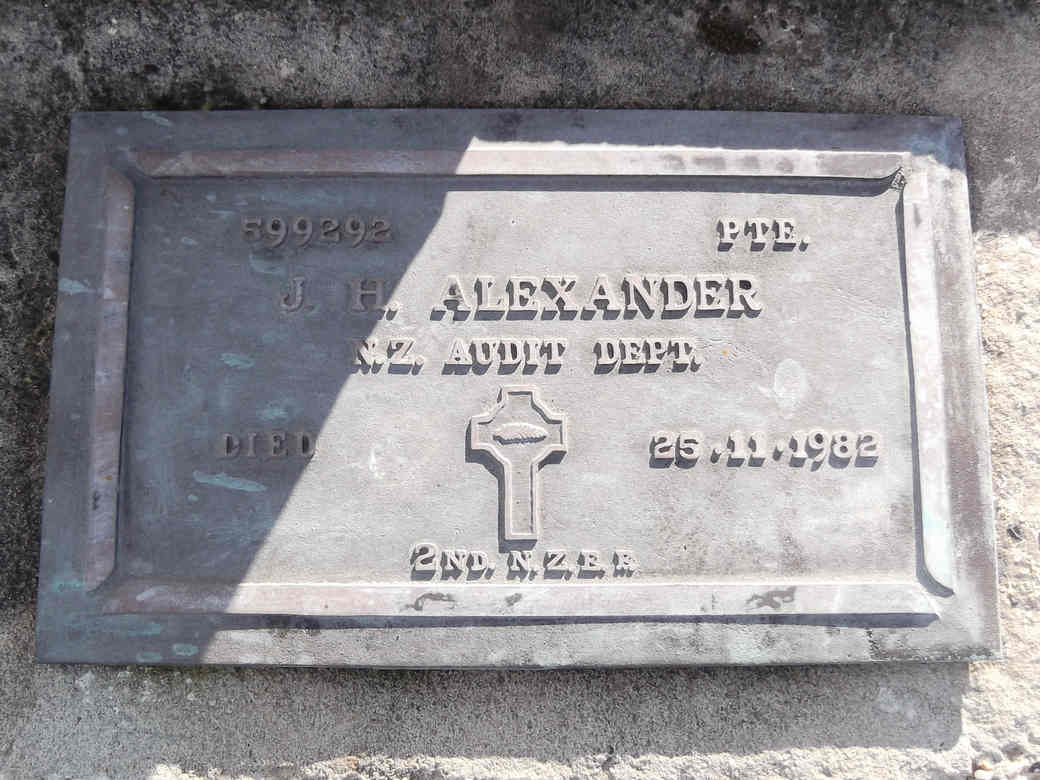 599292 PTE.
J. H. ALEXANDER
N.Z. AUDIT DEPT.
DIED 25.11.1982
2ND. N.Z.E.F.